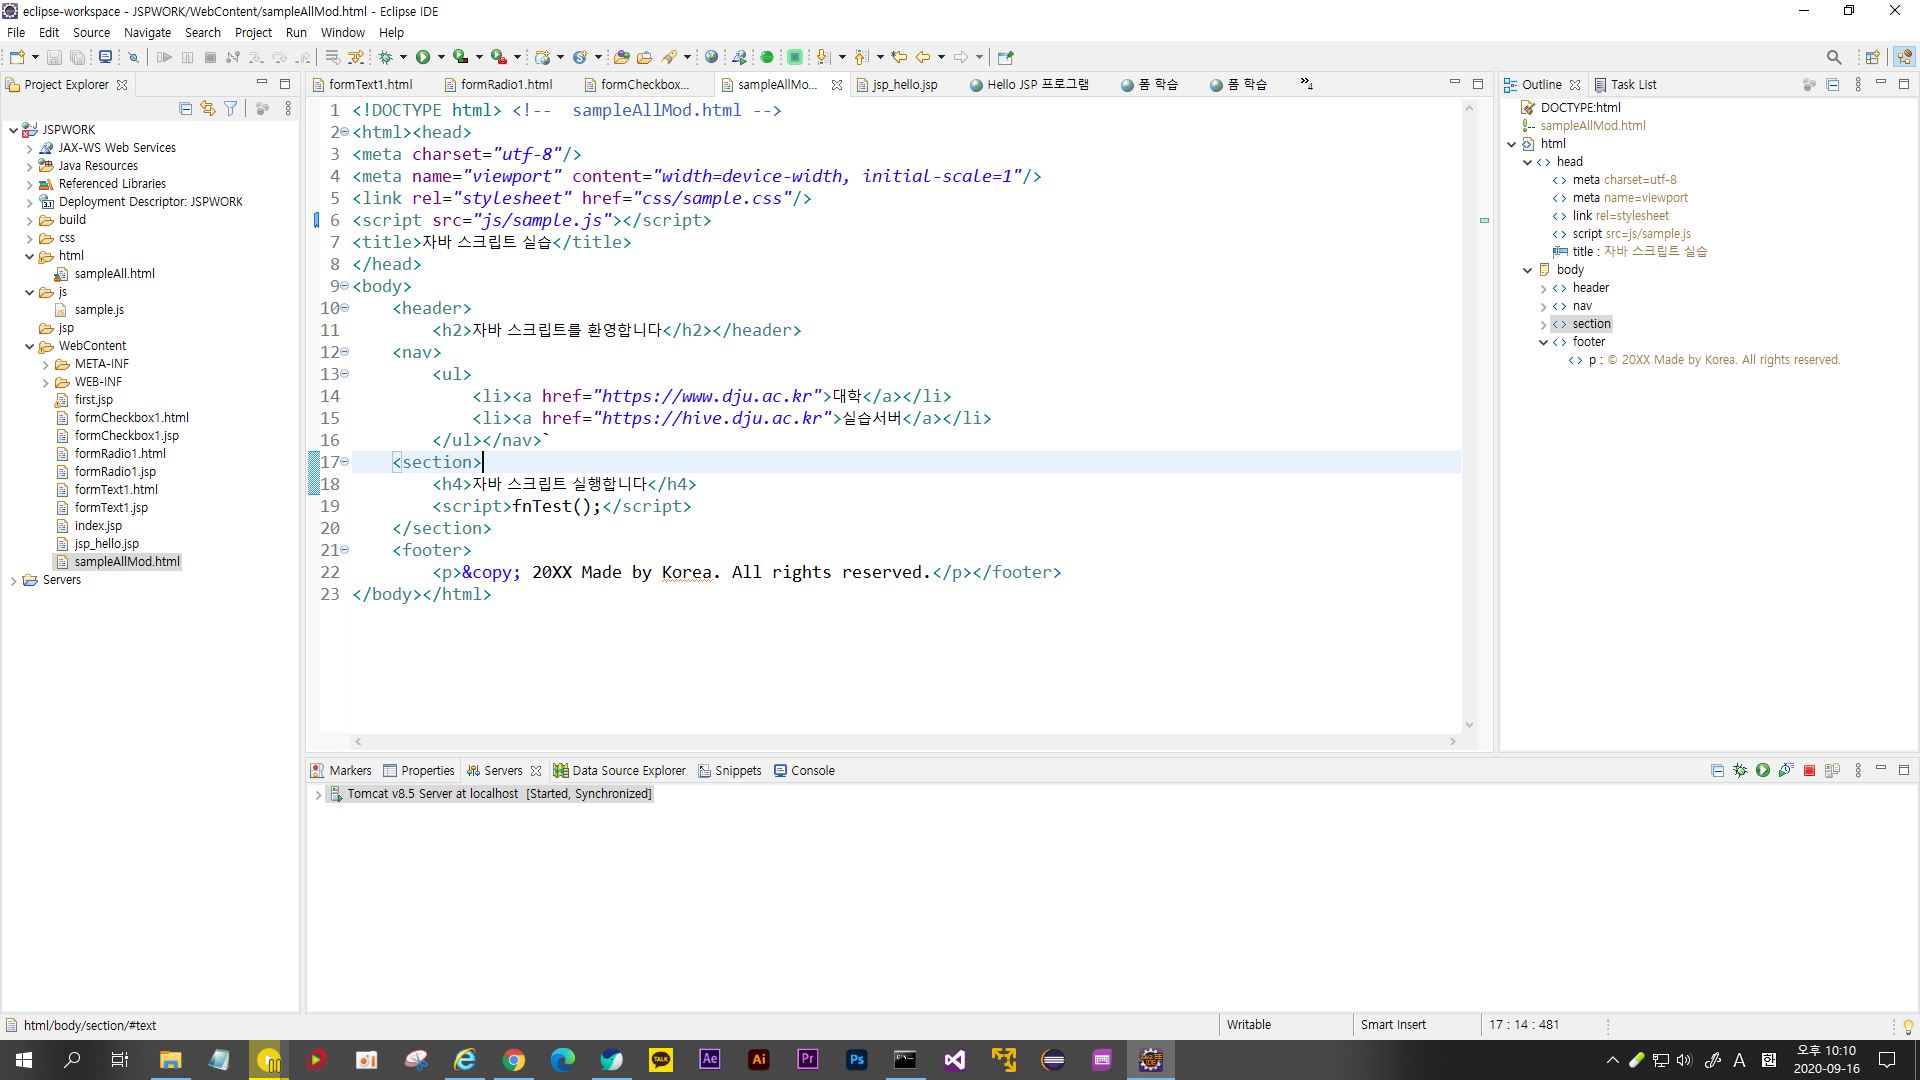 eclipse-workspace - JSPWORK/WebContent/sampleAllMod.html - Eclipse IDE
File Edit Source Navigate Search Project Run Window Help
Project Explorer
JSPWORK
JAX-WS Web Services
Java Resources
Referenced Libraries
Deployment Descriptor: JSPWORK
build
css
html
sampleAll.html
js
sample.js
jsp
WebContent
META-INF
WEB-INF
first.jsp
formCheckbox1.html
formCheckbox1.jsp
formRadio1.html
formRadio1.jsp
formText1.html
formText1.jsp
index.jsp
jsp_hello.jsp
sampleAllMod.html
Servers
formText1.html formRadio1.html formCheckbox... sampleAllMo... jsp_hello.jsp Hello JSP 프로그램 폼 학습 폼 학습 »4
1 <!DOCTYPE html> <!--  sampleAllMod.html -->
2 <html><head>
3 <meta charset="utf-8"/>
4 <meta name="viewport" content="width=device-width, initial-scale=1"/>
5 <link rel="stylesheet" href="css/sample.css"/>
6 <script src="js/sample.js"></script>
7 <title>자바 스크립트 실습</title>
8 </head>
9 <body>
10 <header>
11 <h2>자바 스크립트를 환영합니다</h2></header>
12 <nav>
13 <ul>
14 <li><a href="https://www.dju.ac.kr">대학</a></li>
15 <li><a href="https://hive.dju.ac.kr">실습서버</a></li>
16 </ul></nav>`
17 <section>
18 <h4>자바 스크립트 실행합니다</h4>
19 <script>fnTest();</script>
20 </section>
21 <footer>
22 <p>&copy; 20XX Made by Korea. All rights reserved.</p></footer>
23 </body></html>
Outline Task List
DOCTYPE:html
sampleAllMod.html
html
head
meta charset=utf-8
meta name=viewport
link rel=stylesheet
script src=js/sample.js
title : 자바 스크립트 실습
body
header
nav
section
footer
p : © 20XX Made by Korea. All rights reserved.
Markers Properties Servers Data Source Explorer Snippets Console
Tomcat v8.5 Server at localhost [Started, Synchronized]
html/body/section/#text Writable Smart Insert 17 : 14 : 481
TALK Ae Ai Pr Ps A 오후 10:10
2020-09-16